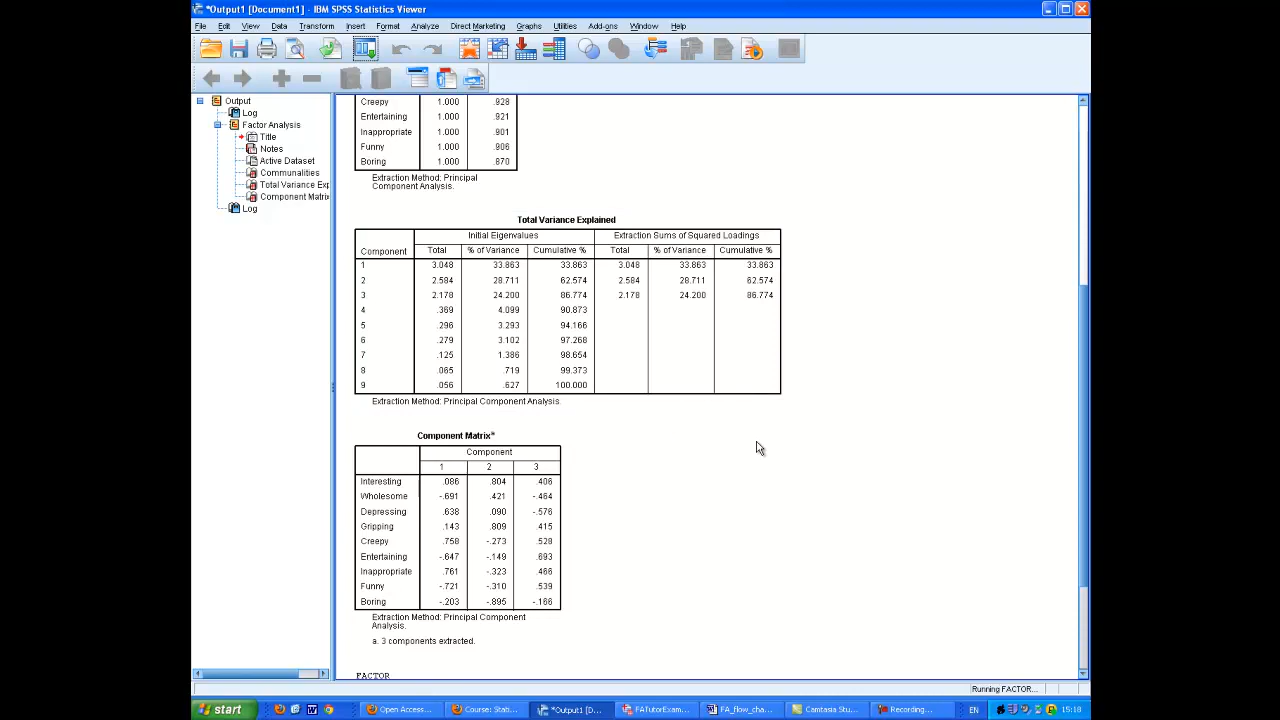 *Output1 [Document1] - IBM SPSS Statistics Viewer
File Edit View Data Transform Insert Format Analyze Direct Marketing Graphs Utilities Add-ons Window Help
Output
Log
Factor Analysis
Title
Notes
Active Dataset
Communalities
Total Variance Exp
Component Matrix
Log
Creepy 1.000 .928
Entertaining 1.000 .921
Inappropriate 1.000 .901
Funny 1.000 .906
Boring 1.000 .870
Extraction Method: Principal
Component Analysis.
Total Variance Explained
Initial Eigenvalues Extraction Sums of Squared Loadings
Component Total % of Variance Cumulative % Total % of Variance Cumulative %
1 3.048 33.863 33.863 3.048 33.863 33.863
2 2.584 28.711 62.574 2.584 28.711 62.574
3 2.178 24.200 86.774 2.178 24.200 86.774
4 .369 4.099 90.873
5 .296 3.293 94.166
6 .279 3.102 97.268
7 .125 1.386 98.654
8 .065 .719 99.373
9 .056 .627 100.000
Extraction Method: Principal Component Analysis.
Component Matrixª
Component
1 2 3
Interesting .086 .804 .406
Wholesome -.691 .421 -.464
Depressing .638 .090 -.576
Gripping .143 .809 .415
Creepy .758 -.273 .528
Entertaining -.647 -.149 .693
Inappropriate .761 -.323 .466
Funny -.721 -.310 .539
Boring -.203 -.895 -.166
Extraction Method: Principal Component
Analysis.
a. 3 components extracted.
FACTOR
Running FACTOR...
start Open Access... Course: Stati... *Output1 [D... FATutorExam... FA_flow_cha... Camtasia Stu... Recording... EN 15:18